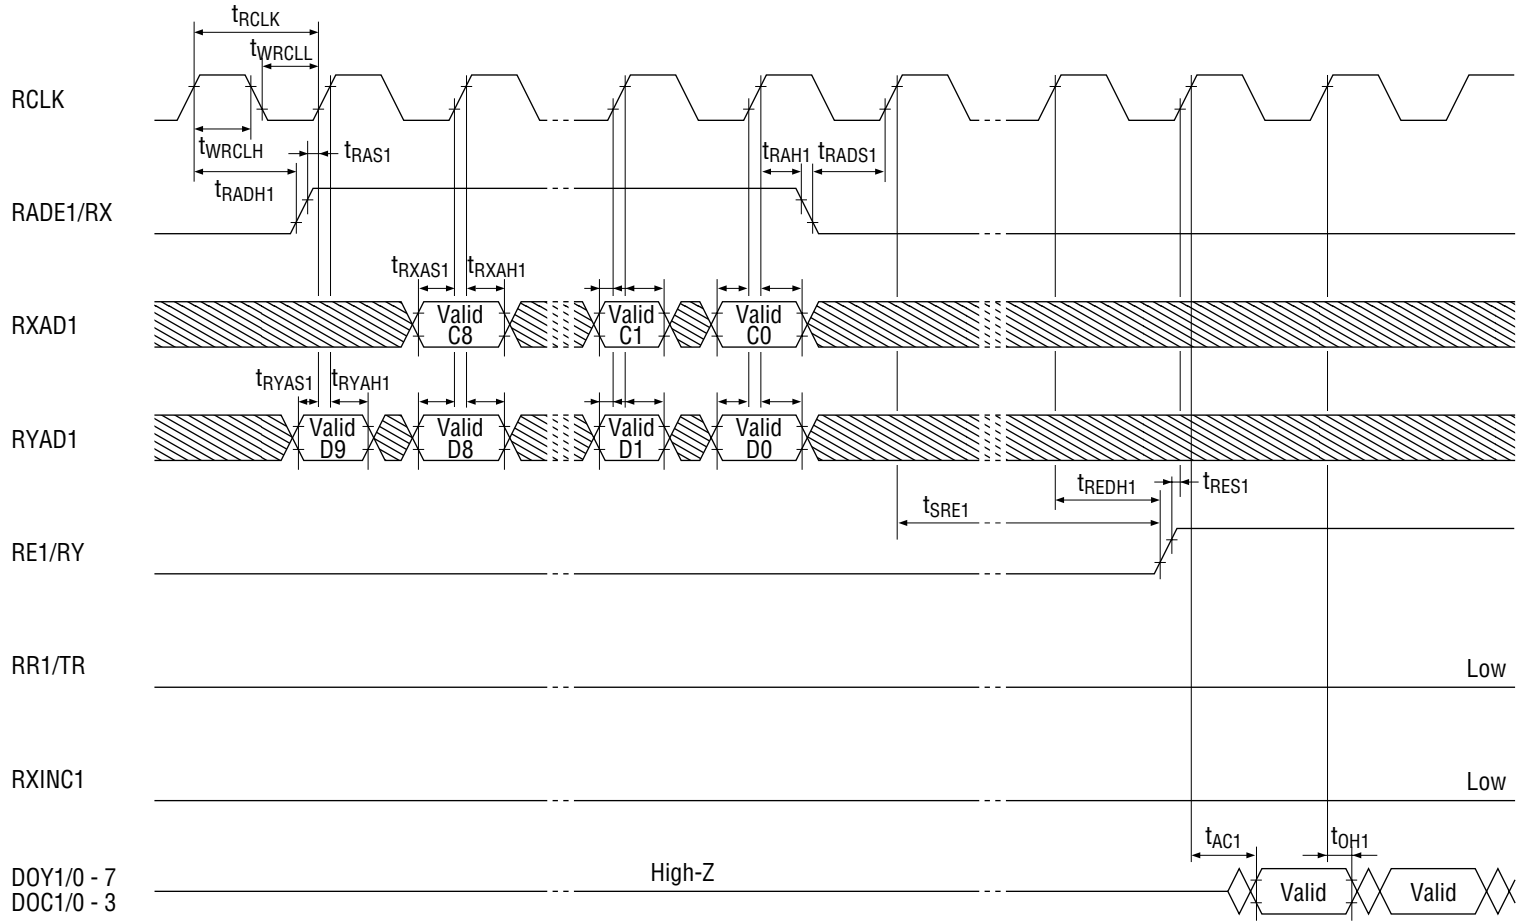 tRCLK
tWRCLL
RCLK
tWRCLH
tRAS1
tRAH1 tRADS1
tRADH1
RADE1/RX
tRXAS1 tRXAH1
RXAD1
Valid C8
Valid C1
Valid C0
tRYAS1 tRYAH1
RYAD1
Valid D9
Valid D8
Valid D1
Valid D0
tREDH1 tRES1
tSRE1
RE1/RY
RR1/TR
Low
RXINC1
Low
tAC1 tOH1
High-Z
DOY1/0 - 7
DOC1/0 - 3
Valid Valid